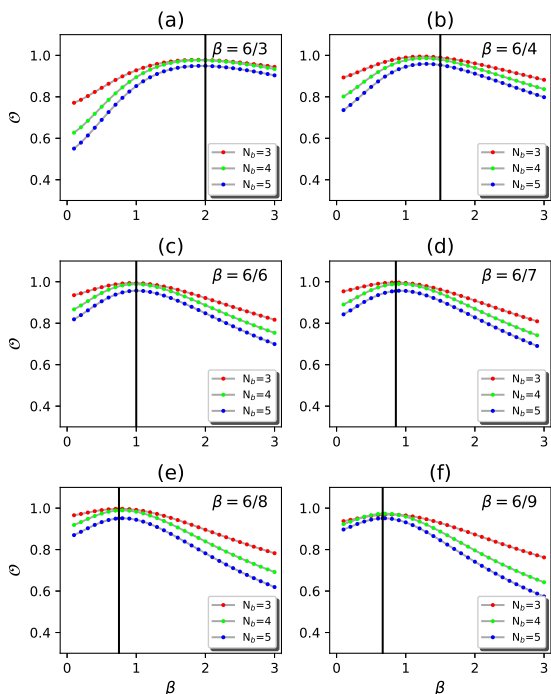 (a)
β = 6/3
1.0
0.8
0.6
0.4
𝒪
N_b=3
N_b=4
N_b=5
0 1 2 3
(b)
β = 6/4
1.0
0.8
0.6
0.4
N_b=3
N_b=4
N_b=5
0 1 2 3
(c)
β = 6/6
1.0
0.8
0.6
0.4
𝒪
N_b=3
N_b=4
N_b=5
0 1 2 3
(d)
β = 6/7
1.0
0.8
0.6
0.4
N_b=3
N_b=4
N_b=5
0 1 2 3
(e)
β = 6/8
1.0
0.8
0.6
0.4
𝒪
N_b=3
N_b=4
N_b=5
0 1 2 3
β
(f)
β = 6/9
1.0
0.8
0.6
0.4
N_b=3
N_b=4
N_b=5
0 1 2 3
β